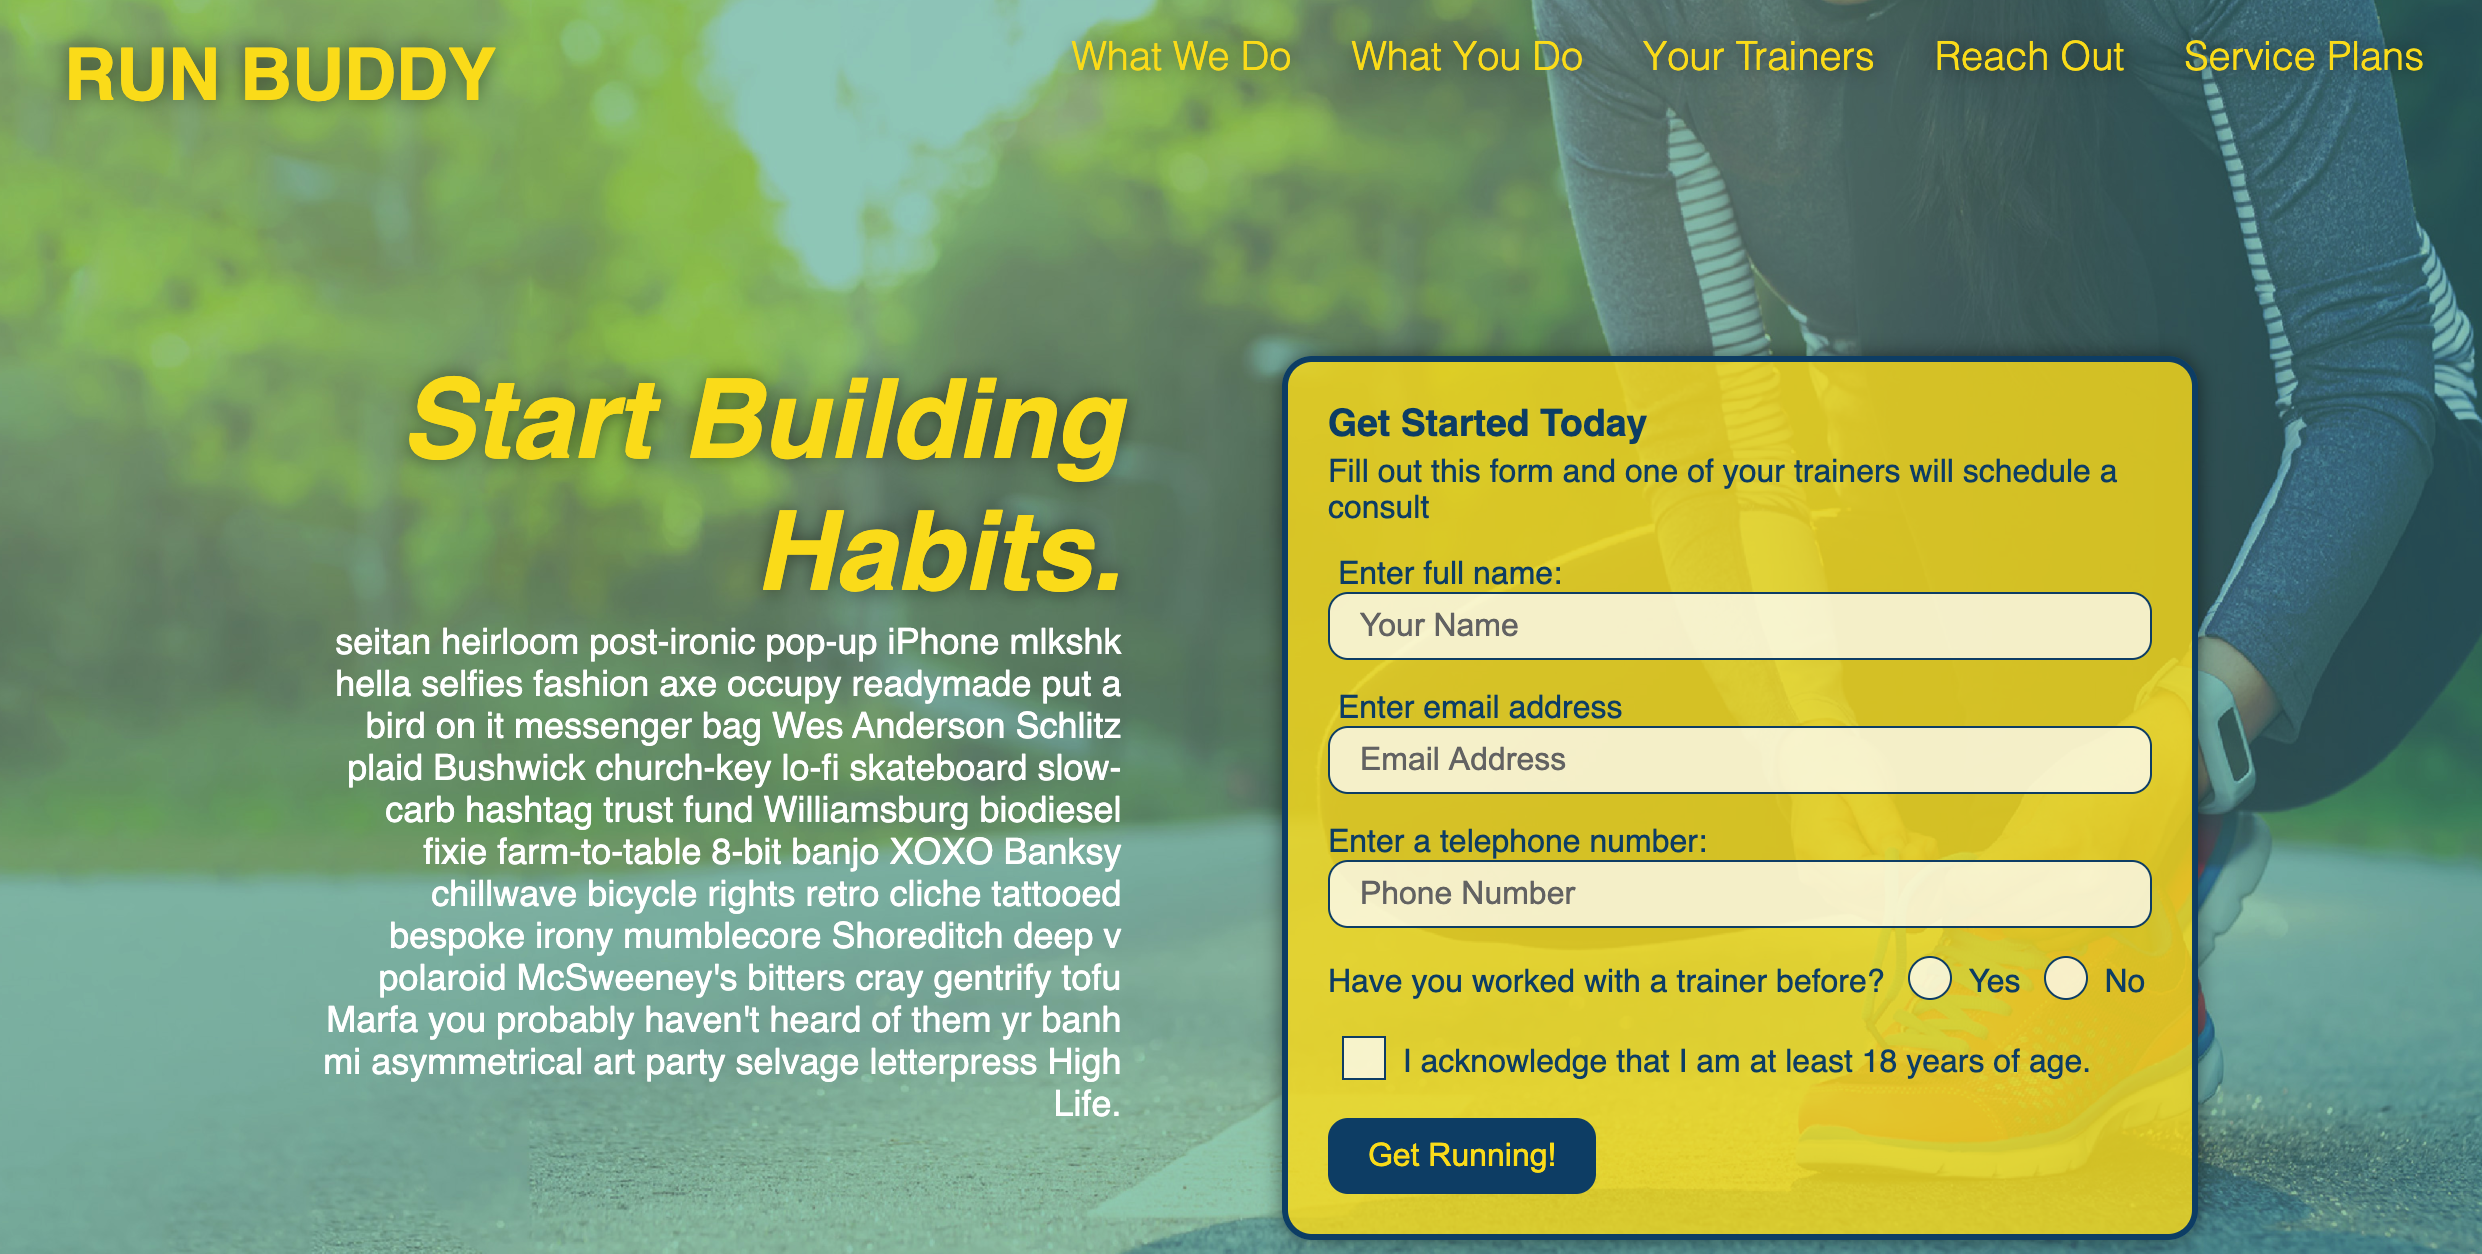 RUN BUDDY
What We Do What You Do Your Trainers Reach Out Service Plans
Start Building
Habits.
seitan heirloom post-ironic pop-up iPhone mlkshk
hella selfies fashion axe occupy readymade put a
bird on it messenger bag Wes Anderson Schlitz
plaid Bushwick church-key lo-fi skateboard slow-
carb hashtag trust fund Williamsburg biodiesel
fixie farm-to-table 8-bit banjo XOXO Banksy
chillwave bicycle rights retro cliche tattooed
bespoke irony mumblecore Shoreditch deep v
polaroid McSweeney's bitters cray gentrify tofu
Marfa you probably haven't heard of them yr banh
mi asymmetrical art party selvage letterpress High
Life.
Get Started Today
Fill out this form and one of your trainers will schedule a
consult
Enter full name:
Your Name
Enter email address
Email Address
Enter a telephone number:
Phone Number
Have you worked with a trainer before? Yes No
I acknowledge that I am at least 18 years of age.
Get Running!